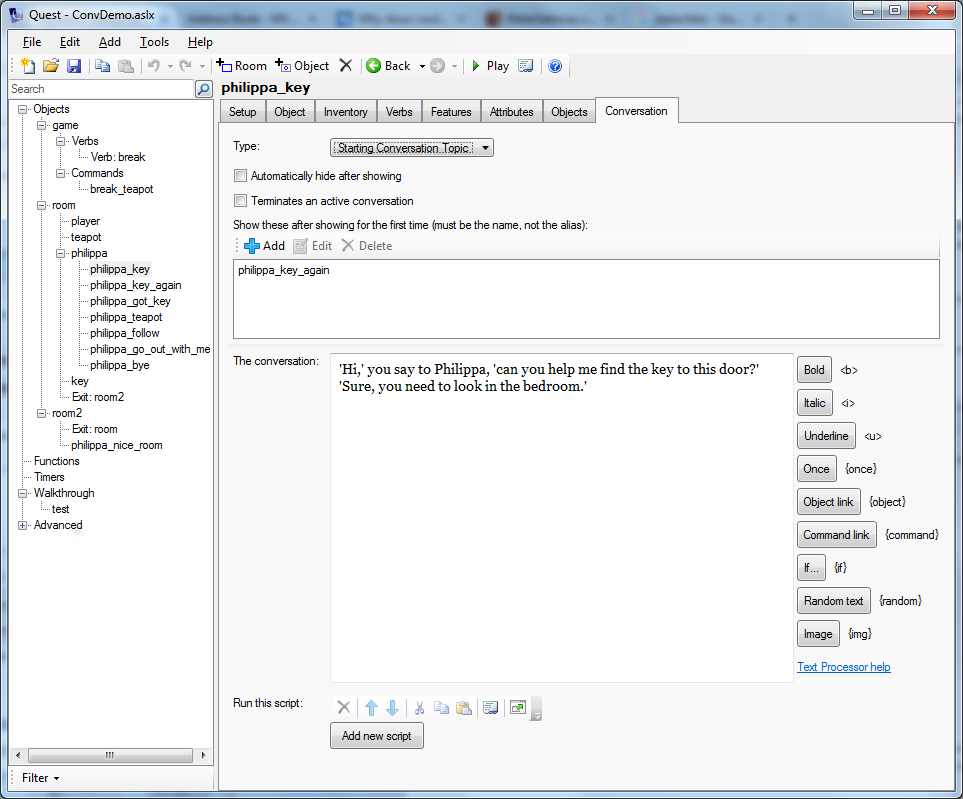 Quest - ConvDemo.aslx
File Edit Add Tools Help
Room Object Back Play
Search
philippa_key
Setup Object Inventory Verbs Features Attributes Objects Conversation
Objects
game
Verbs
Verb: break
Commands
break_teapot
room
player
teapot
philippa
philippa_key
philippa_key_again
philippa_got_key
philippa_teapot
philippa_follow
philippa_go_out_with_me
philippa_bye
key
Exit: room2
room2
Exit: room
philippa_nice_room
Functions
Timers
Walkthrough
test
Advanced
Filter
Type: Starting Conversation Topic
Automatically hide after showing
Terminates an active conversation
Show these after showing for the first time (must be the name, not the alias):
Add Edit Delete
philippa_key_again
The conversation:
'Hi,' you say to Philippa, 'can you help me find the key to this door?'
'Sure, you need to look in the bedroom.'
Bold <b>
Italic <i>
Underline <u>
Once {once}
Object link {object}
Command link {command}
If... {if}
Random text {random}
Image {img}
Text Processor help
Run this script:
Add new script